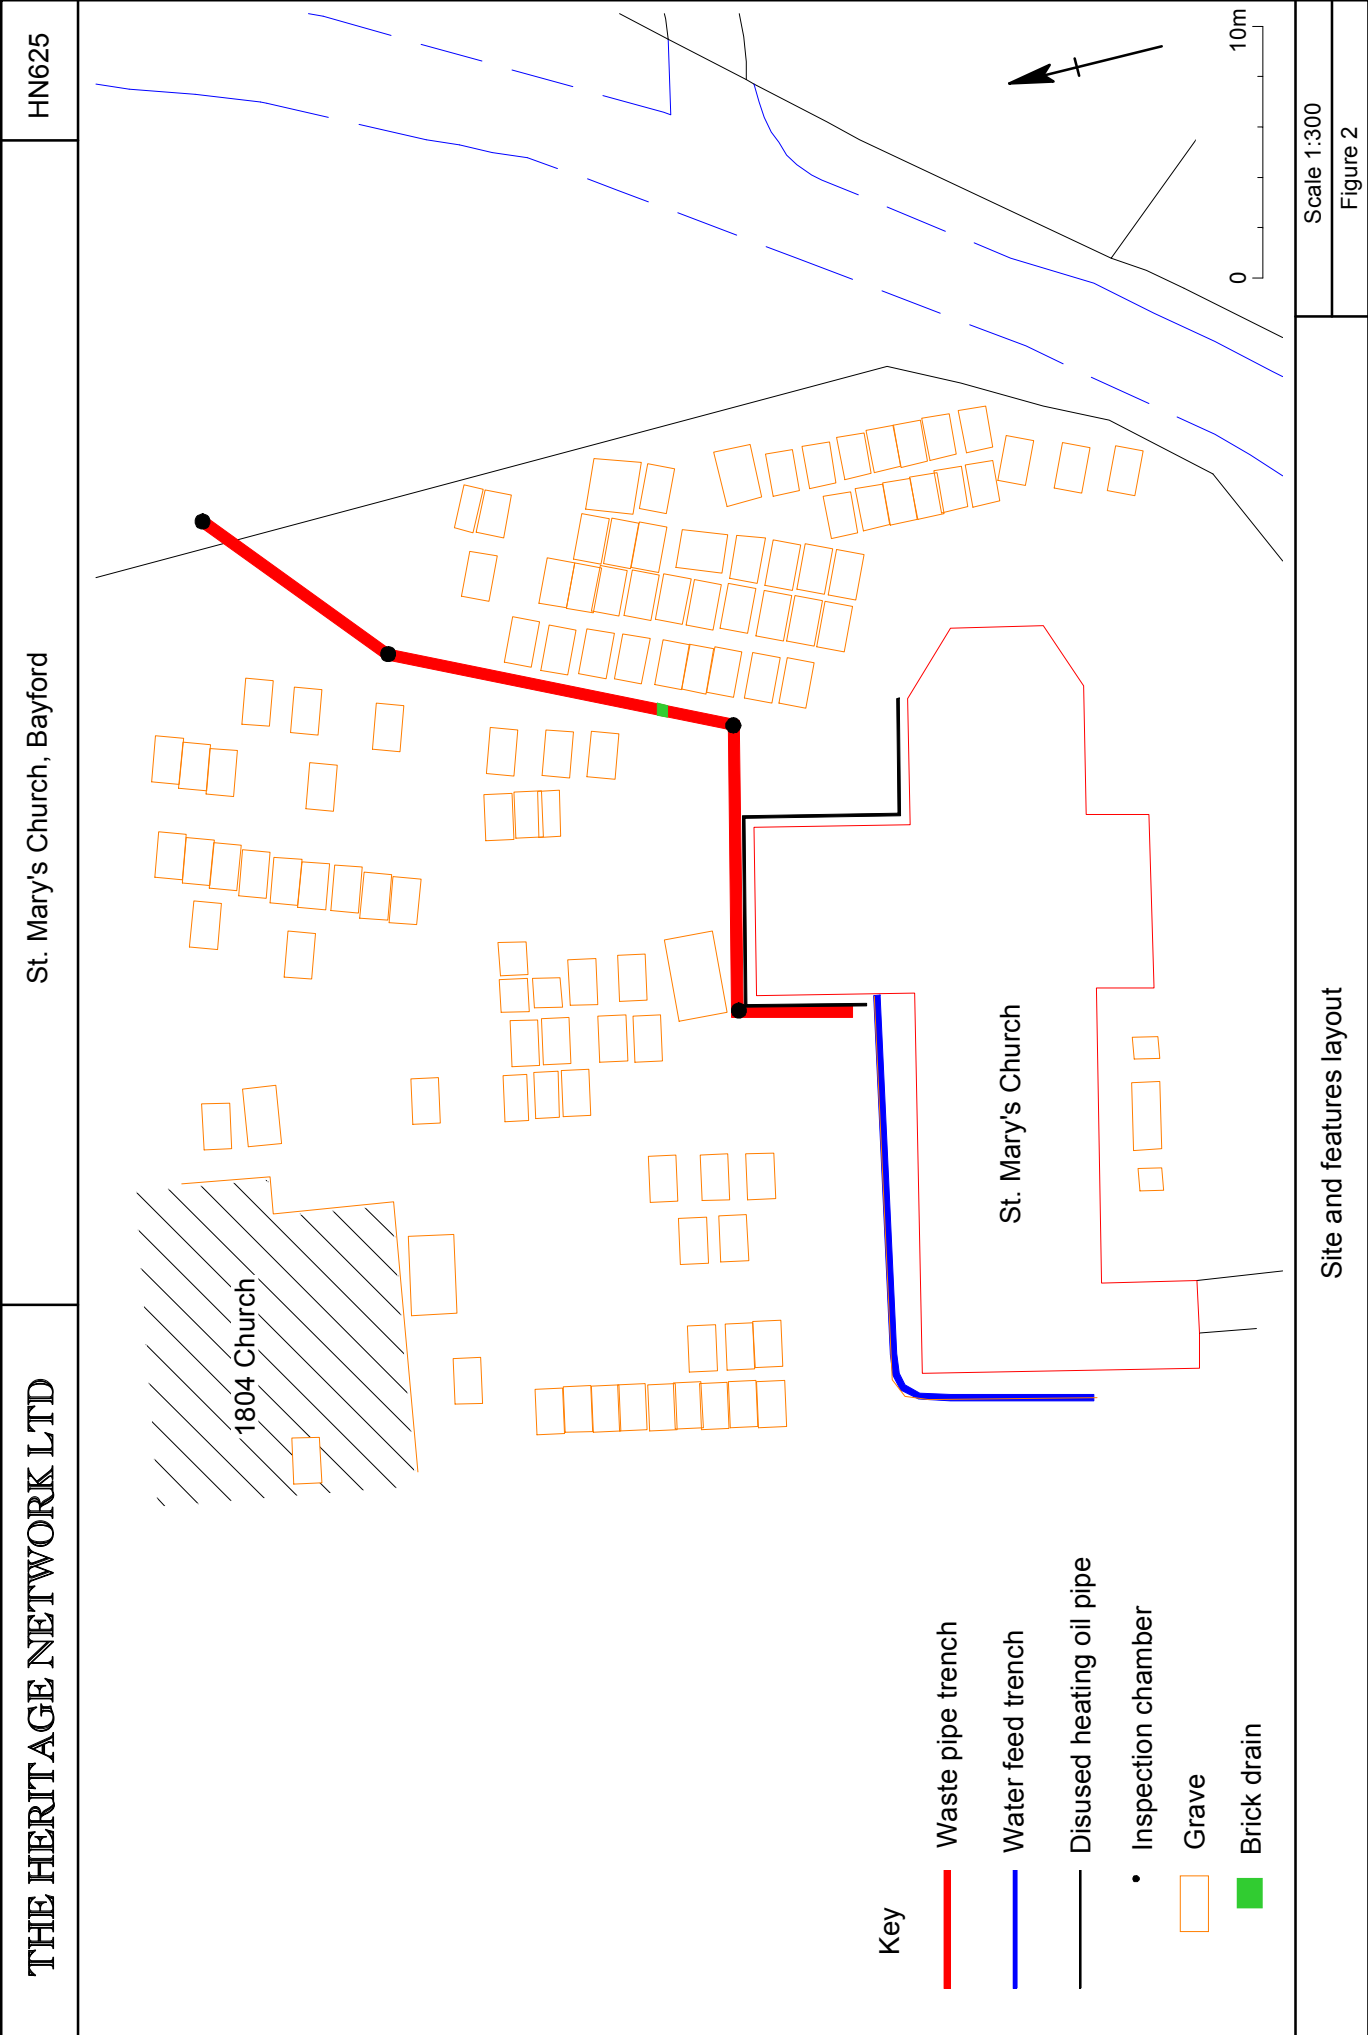 THE HERITAGE NETWORK LTD
St. Mary's Church, Bayford
HN625
1804 Church
St. Mary's Church
Key
Waste pipe trench
Water feed trench
Disused heating oil pipe
Inspection chamber
Grave
Brick drain
0
10m
Site and features layout
Scale 1:300
Figure 2